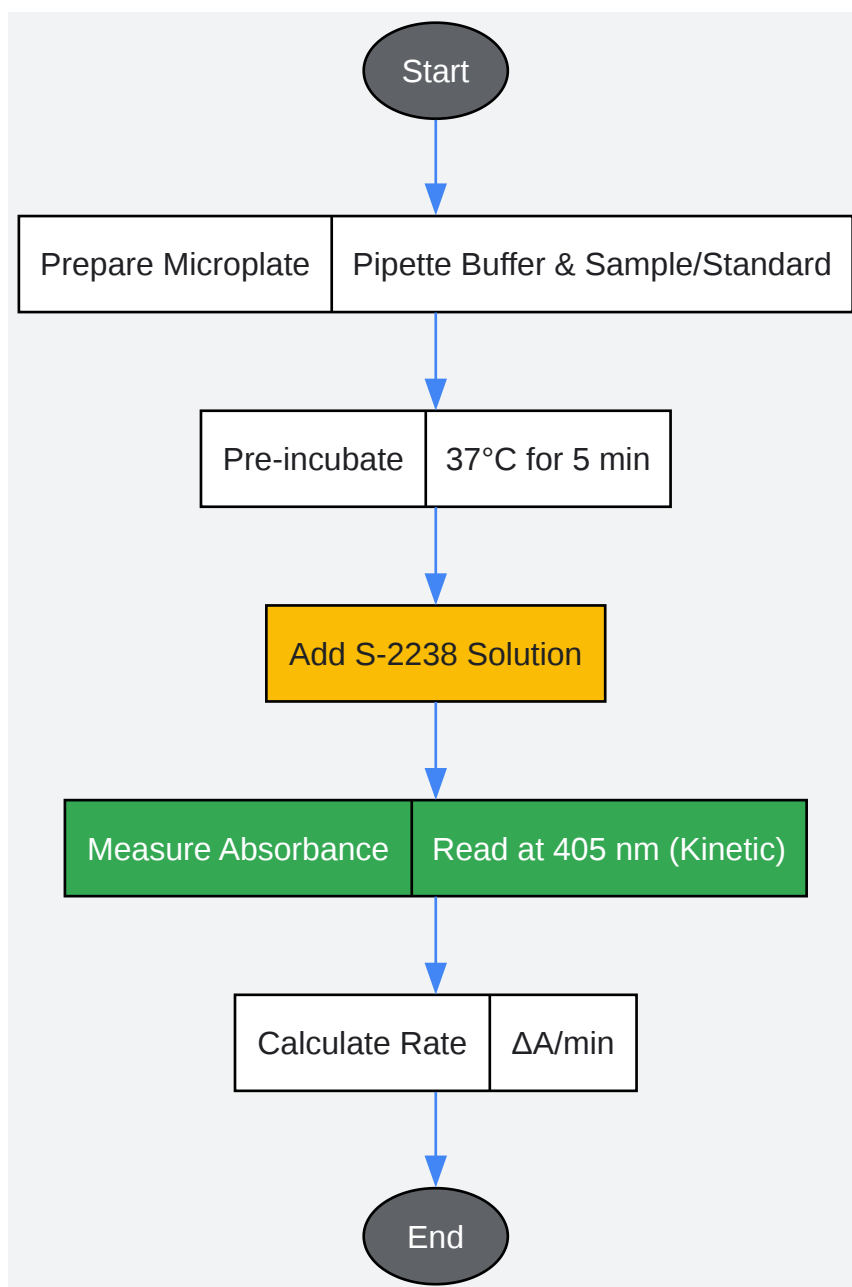 Start
Prepare Microplate
Pipette Buffer & Sample/Standard
Pre-incubate
37°C for 5 min
Add S-2238 Solution
Measure Absorbance
Read at 405 nm (Kinetic)
Calculate Rate
ΔA/min
End